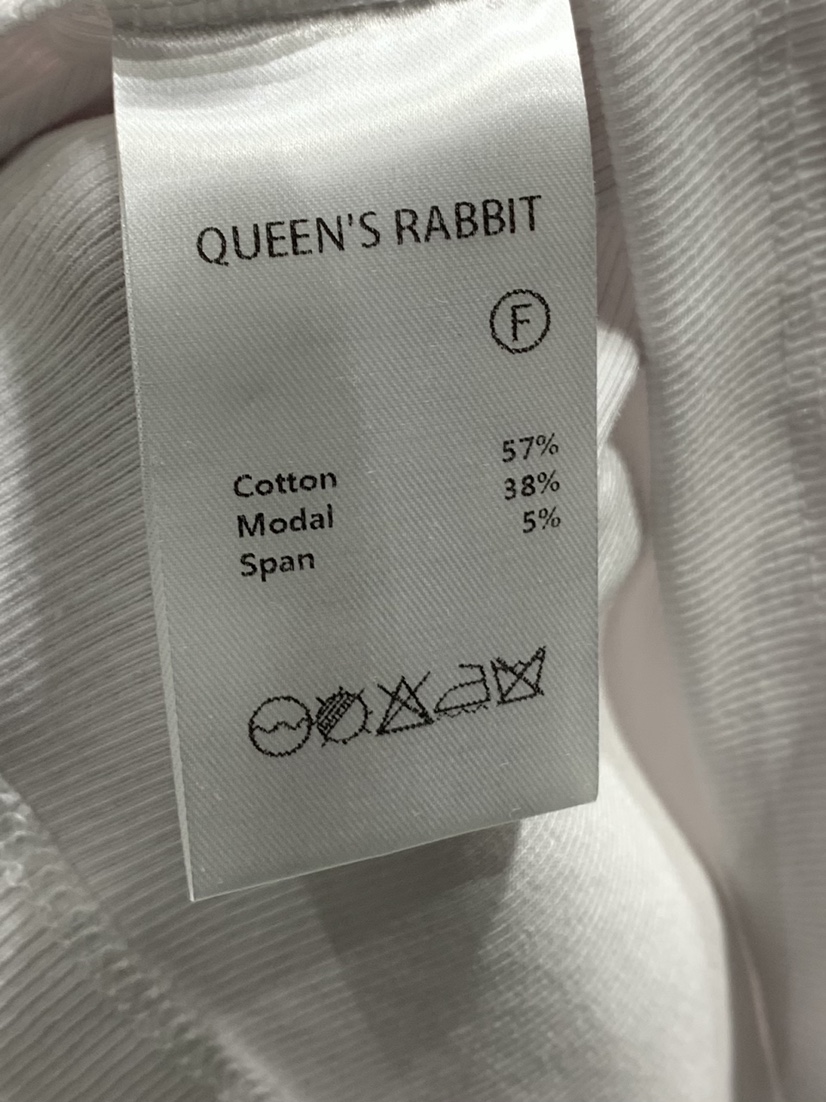 QUEEN'S RABBIT
F
57%
Cotton 38%
Modal 5%
Span